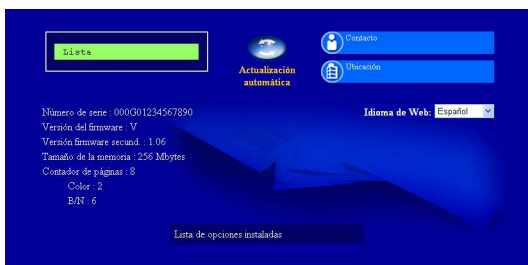 Lista
Actualización
automática
Contacto
Ubicación
Número de serie : 000G01234567890
Idioma de Web: Español
Versión del firmware : V
Versión firmware secund. : 1.06
Tamaño de la memoria : 256 Mbytes
Contador de páginas : 8
Color : 2
B/N : 6
Lista de opciones instaladas